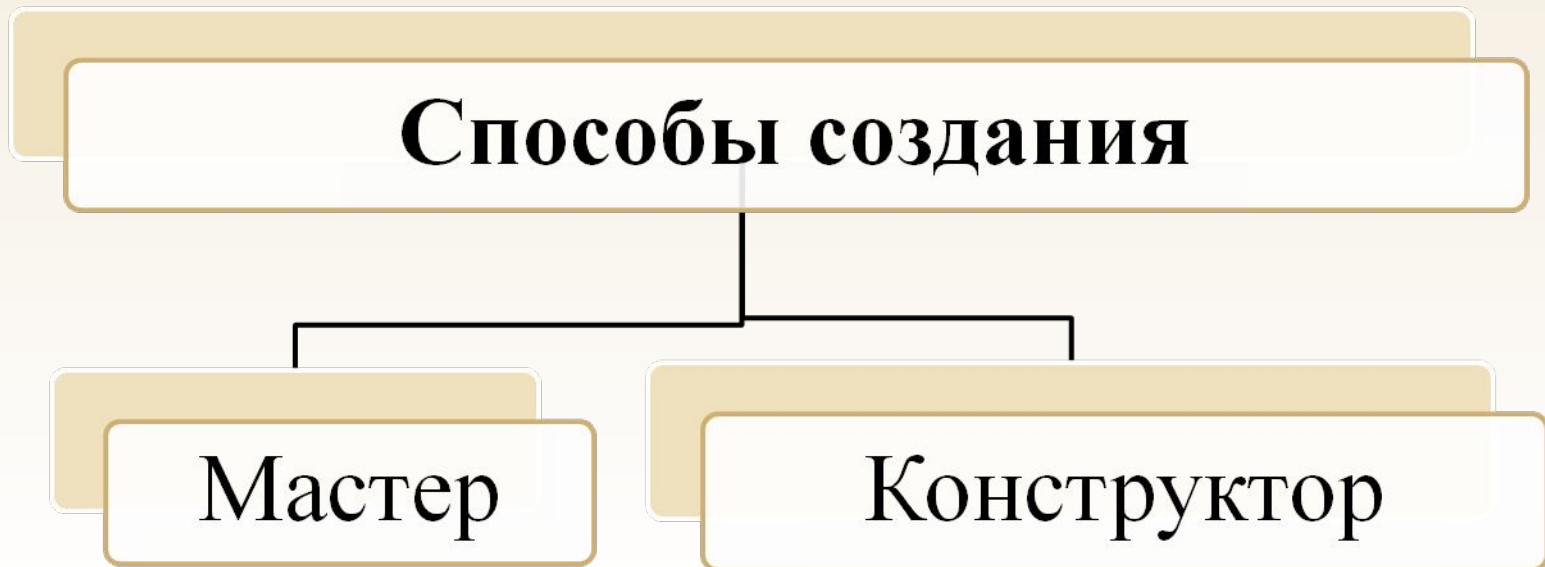 Способы создания
Мастер
Конструктор